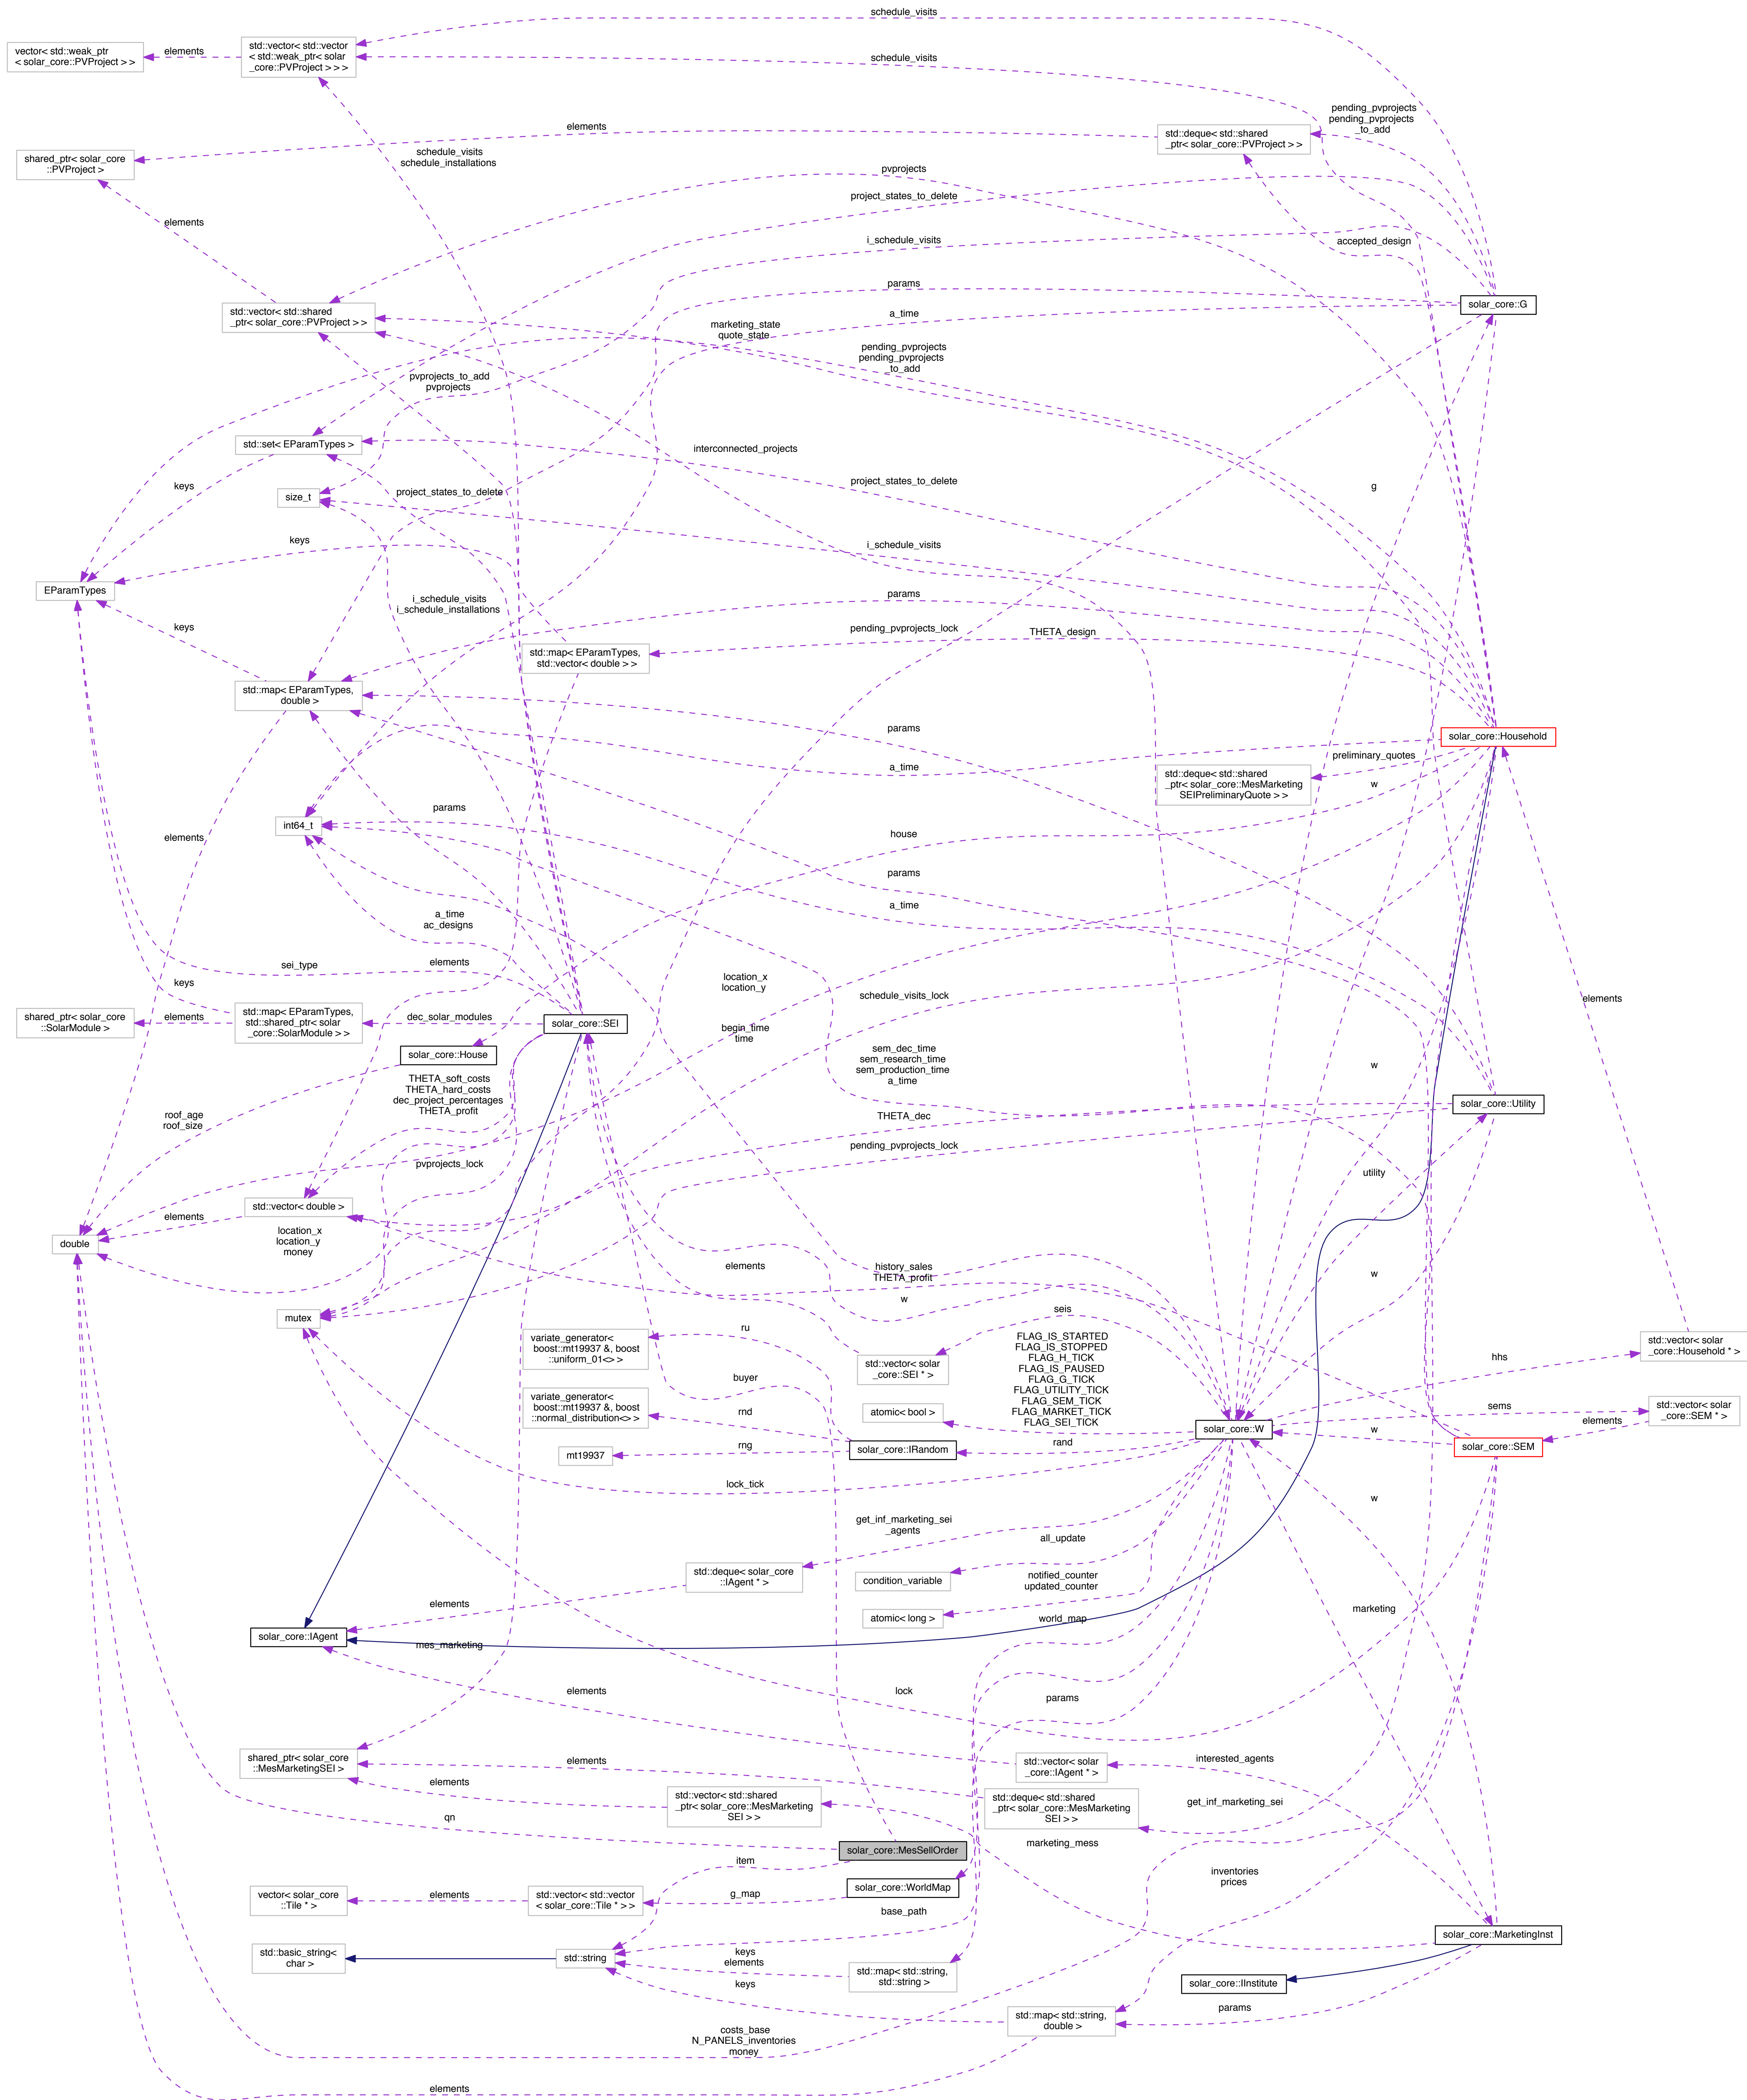 schedule_visits
vector< std::weak_ptr
< solar_core::PVProject > >
elements
std::vector< std::vector
< std::weak_ptr< solar
_core::PVProject > > >
schedule_visits
pending_pvprojects
pending_pvprojects
_to_add
elements
std::deque< std::shared
_ptr< solar_core::PVProject > >
shared_ptr< solar_core
::PVProject >
schedule_visits
schedule_installations
pvprojects
project_states_to_delete
elements
i_schedule_visits
accepted_design
params
solar_core::G
std::vector< std::shared
_ptr< solar_core::PVProject > >
a_time
marketing_state
quote_state
pending_pvprojects
pending_pvprojects
_to_add
pvprojects_to_add
pvprojects
std::set< EParamTypes >
interconnected_projects
keys
project_states_to_delete
project_states_to_delete
g
size_t
keys
i_schedule_visits
EParamTypes
i_schedule_visits
i_schedule_installations
params
keys
pending_pvprojects_lock
THETA_design
std::map< EParamTypes,
std::vector< double > >
std::map< EParamTypes,
double >
params
solar_core::Household
preliminary_quotes
a_time
std::deque< std::shared
_ptr< solar_core::MesMarketing
SEIPreliminaryQuote > >
w
params
int64_t
elements
house
params
a_time
ac_designs
a_time
sei_type
elements
keys
location_x
location_y
schedule_visits_lock
elements
shared_ptr< solar_core
::SolarModule >
elements
std::map< EParamTypes,
std::shared_ptr< solar
_core::SolarModule > >
dec_solar_modules
solar_core::SEI
begin_time
time
solar_core::House
sem_dec_time
sem_research_time
sem_production_time
a_time
w
THETA_soft_costs
THETA_hard_costs
dec_project_percentages
THETA_profit
roof_age
roof_size
THETA_dec
solar_core::Utility
pending_pvprojects_lock
pvprojects_lock
utility
std::vector< double >
elements
double
location_x
location_y
money
elements
history_sales
THETA_profit
w
w
mutex
seis
ru
variate_generator<
boost::mt19937 &, boost
::uniform_01<> >
FLAG_IS_STARTED
FLAG_IS_STOPPED
FLAG_H_TICK
FLAG_IS_PAUSED
FLAG_G_TICK
FLAG_UTILITY_TICK
FLAG_SEM_TICK
FLAG_MARKET_TICK
FLAG_SEI_TICK
std::vector< solar
_core::Household * >
hhs
std::vector< solar
_core::SEI * >
buyer
variate_generator<
boost::mt19937 &, boost
::normal_distribution<> >
rnd
atomic< bool >
sems
std::vector< solar
_core::SEM * >
elements
solar_core::W
w
solar_core::SEM
mt19937
rng
solar_core::IRandom
rand
lock_tick
w
get_inf_marketing_sei
_agents
all_update
std::deque< solar_core
::IAgent * >
condition_variable
notified_counter
updated_counter
elements
atomic< long >
world_map
marketing
solar_core::IAgent
mes_marketing
elements
lock
params
shared_ptr< solar_core
::MesMarketingSEI >
elements
std::vector< solar
_core::IAgent * >
interested_agents
elements
std::vector< std::shared
_ptr< solar_core::MesMarketing
SEI > >
std::deque< std::shared
_ptr< solar_core::MesMarketing
SEI > >
get_inf_marketing_sei
qn
solar_core::MesSellOrder
marketing_mess
item
inventories
prices
solar_core::WorldMap
vector< solar_core
::Tile * >
elements
std::vector< std::vector
< solar_core::Tile * > >
g_map
base_path
solar_core::MarketingInst
std::basic_string<
char >
std::string
keys
elements
std::map< std::string,
std::string >
solar_core::IInstitute
keys
std::map< std::string,
double >
params
costs_base
N_PANELS_inventories
money
elements